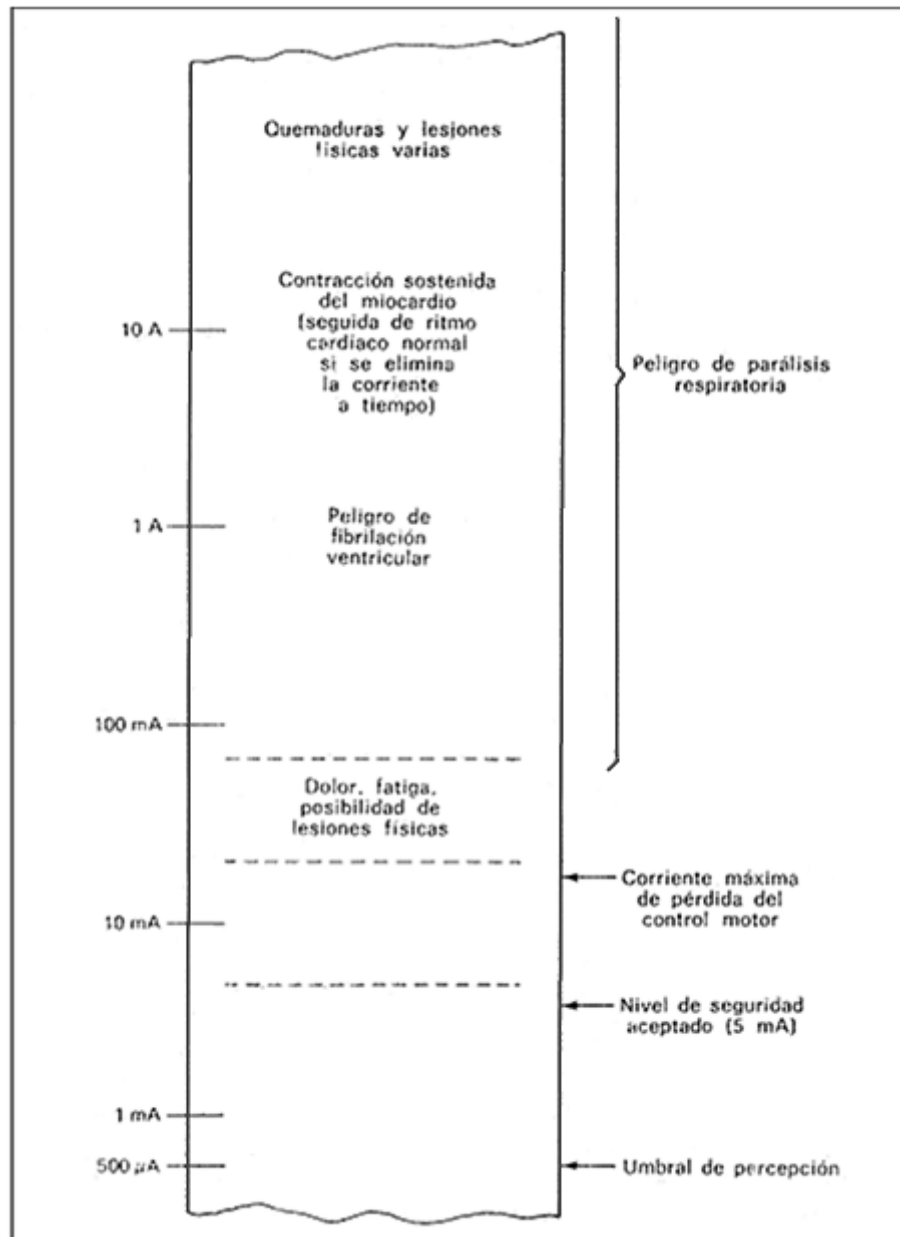 Quemaduras y lesiones
físicas varias
Contracción sostenida
del miocardio
(seguida de ritmo
cardíaco normal
si se elimina
la corriente
a tiempo)
10 A
Peligro de parálisis
respiratoria
1 A
Peligro de
fibrilación
ventricular
100 mA
Dolor, fatiga,
posibilidad de
lesiones físicas
Corriente máxima
de pérdida del
control motor
10 mA
Nivel de seguridad
aceptado (5 mA)
1 mA
500 µA
Umbral de percepción